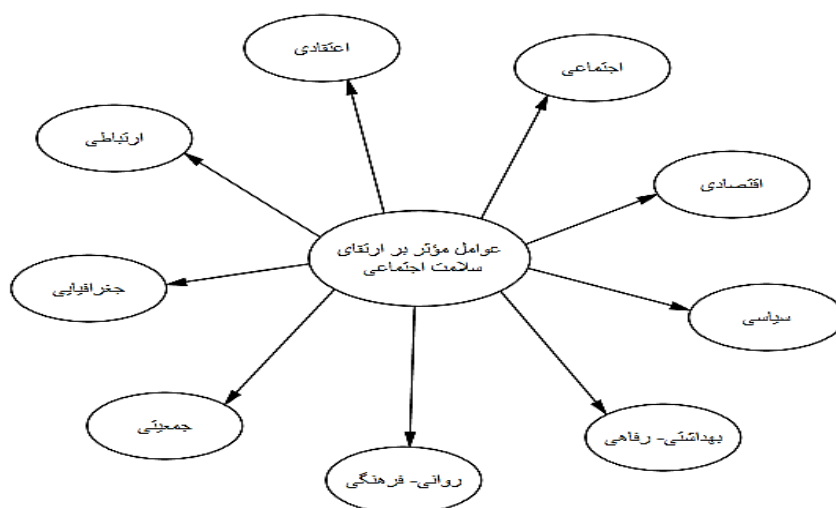 اعتقادی
اجتماعی
ارتباطی
اقتصادی
عوامل مؤثر بر ارتقای
سلامت اجتماعی
جغرافیایی
سیاسی
جمعیتی
بهداشتی- رفاهی
روانی- فرهنگی